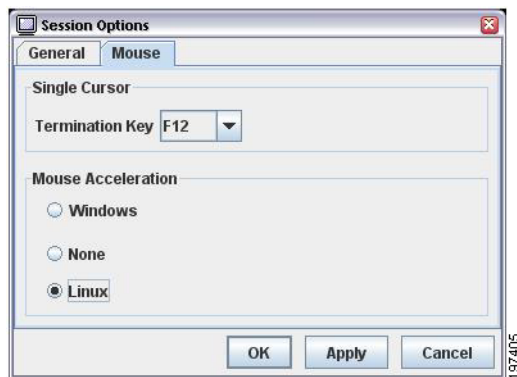 Session Options
General Mouse
Single Cursor
Termination Key F12
Mouse Acceleration
Windows
None
Linux
OK Apply Cancel
197405